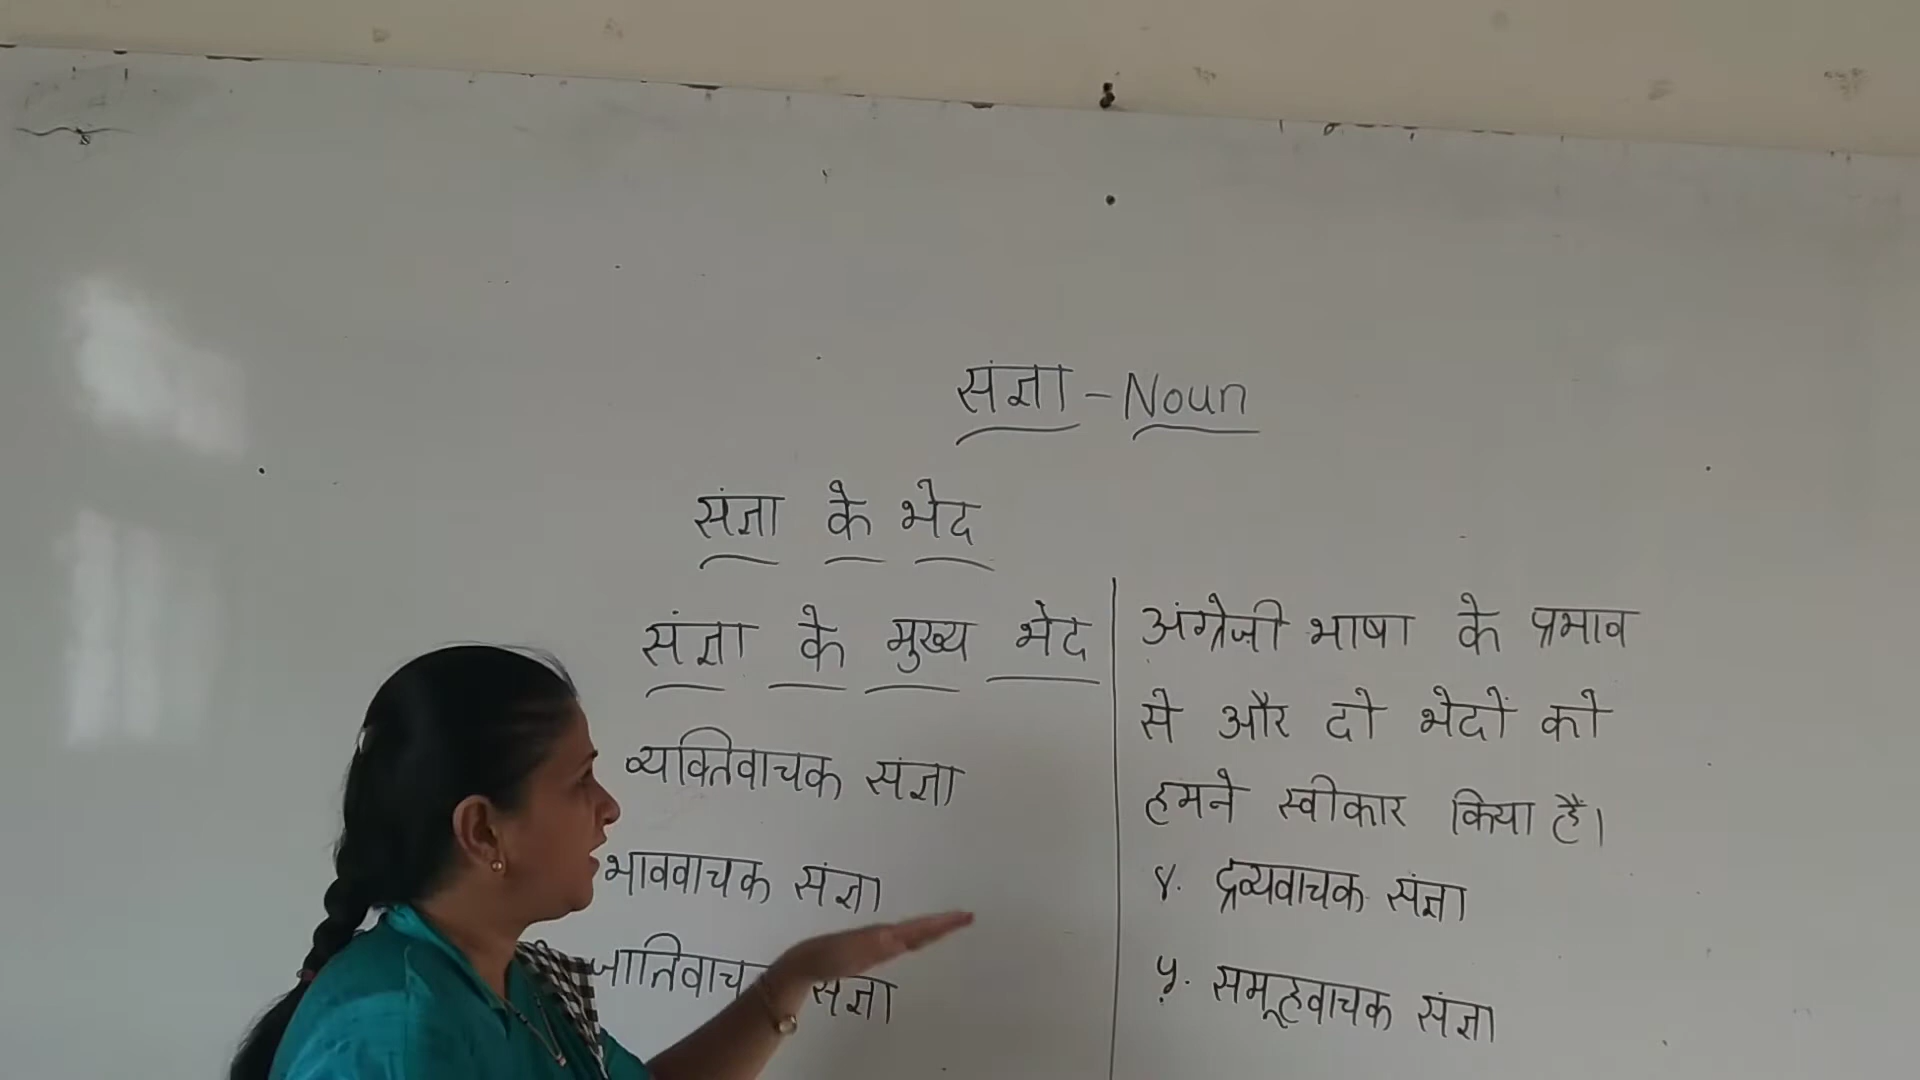 संज्ञा - Noun
संज्ञा के भेद
संज्ञा के मुख्य भेद
व्यक्तिवाचक संज्ञा
भाववाचक संज्ञा
जातिवाचक संज्ञा
अंग्रेज़ी भाषा के प्रभाव
से और दो भेदों को
हमने स्वीकार किया है।
४. द्रव्यवाचक संज्ञा
५. समूहवाचक संज्ञा